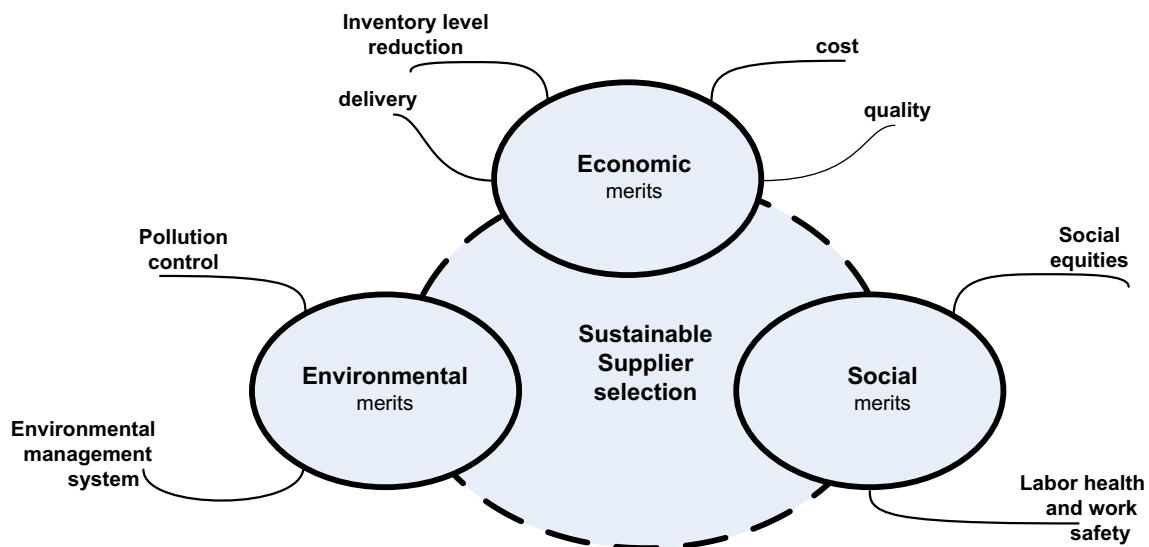 Inventory level
reduction
cost
delivery
quality
Economic
merits
Pollution
control
Social
equities
Sustainable
Supplier
selection
Environmental
merits
Social
merits
Environmental
management
system
Labor health
and work
safety